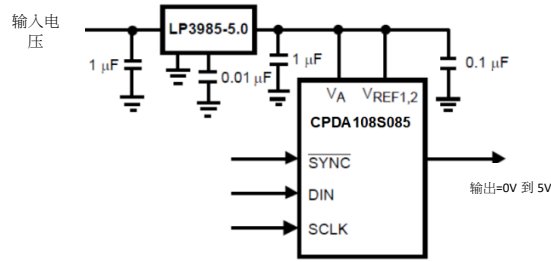 输入电
压
LP3985-5.0
1 μF
0.01 μF
1 μF
0.1 μF
VA
VREF1,2
CPDA108S085
SYNC
DIN
SCLK
输出=0V 到 5V